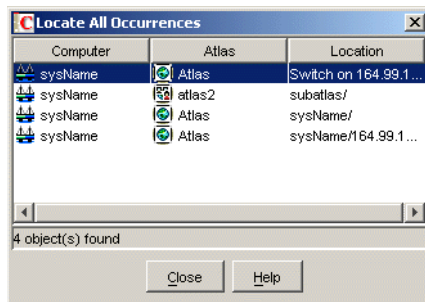 Locate All Occurrences
Computer Atlas Location
sysName Atlas Switch on 164.99.1...
sysName atlas2 subatlas/
sysName Atlas sysName/
sysName Atlas sysName/164.99.1...
4 object(s) found
Close Help